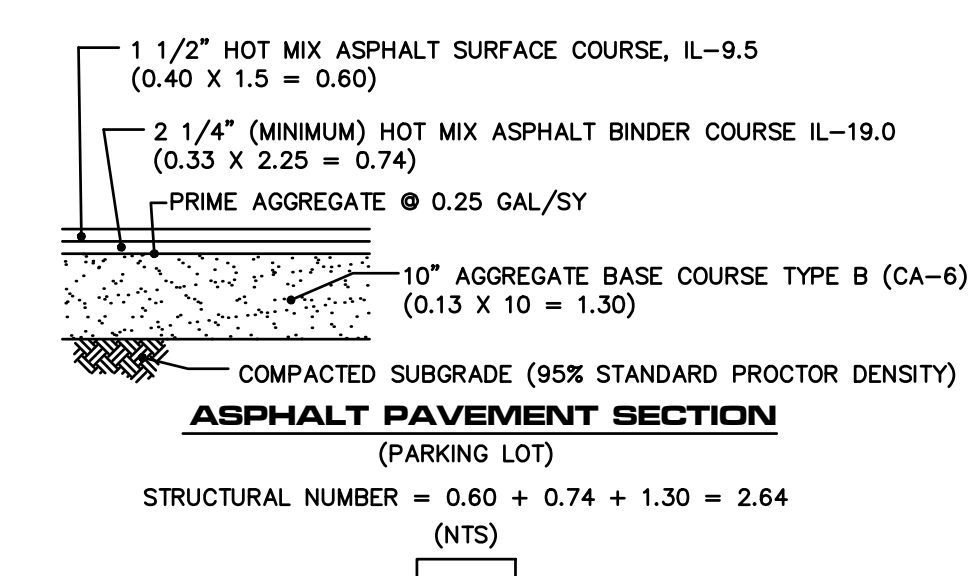 1 1/2” HOT MIX ASPHALT SURFACE COURSE, IL-9.5
(0.40 X 1.5 = 0.60)
2 1/4” (MINIMUM) HOT MIX ASPHALT BINDER COURSE IL-19.0
(0.33 X 2.25 = 0.74)
PRIME AGGREGATE @ 0.25 GAL/SY
10” AGGREGATE BASE COURSE TYPE B (CA-6)
(0.13 X 10 = 1.30)
COMPACTED SUBGRADE (95% STANDARD PROCTOR DENSITY)
ASPHALT PAVEMENT SECTION
(PARKING LOT)
STRUCTURAL NUMBER = 0.60 + 0.74 + 1.30 = 2.64
(NTS)